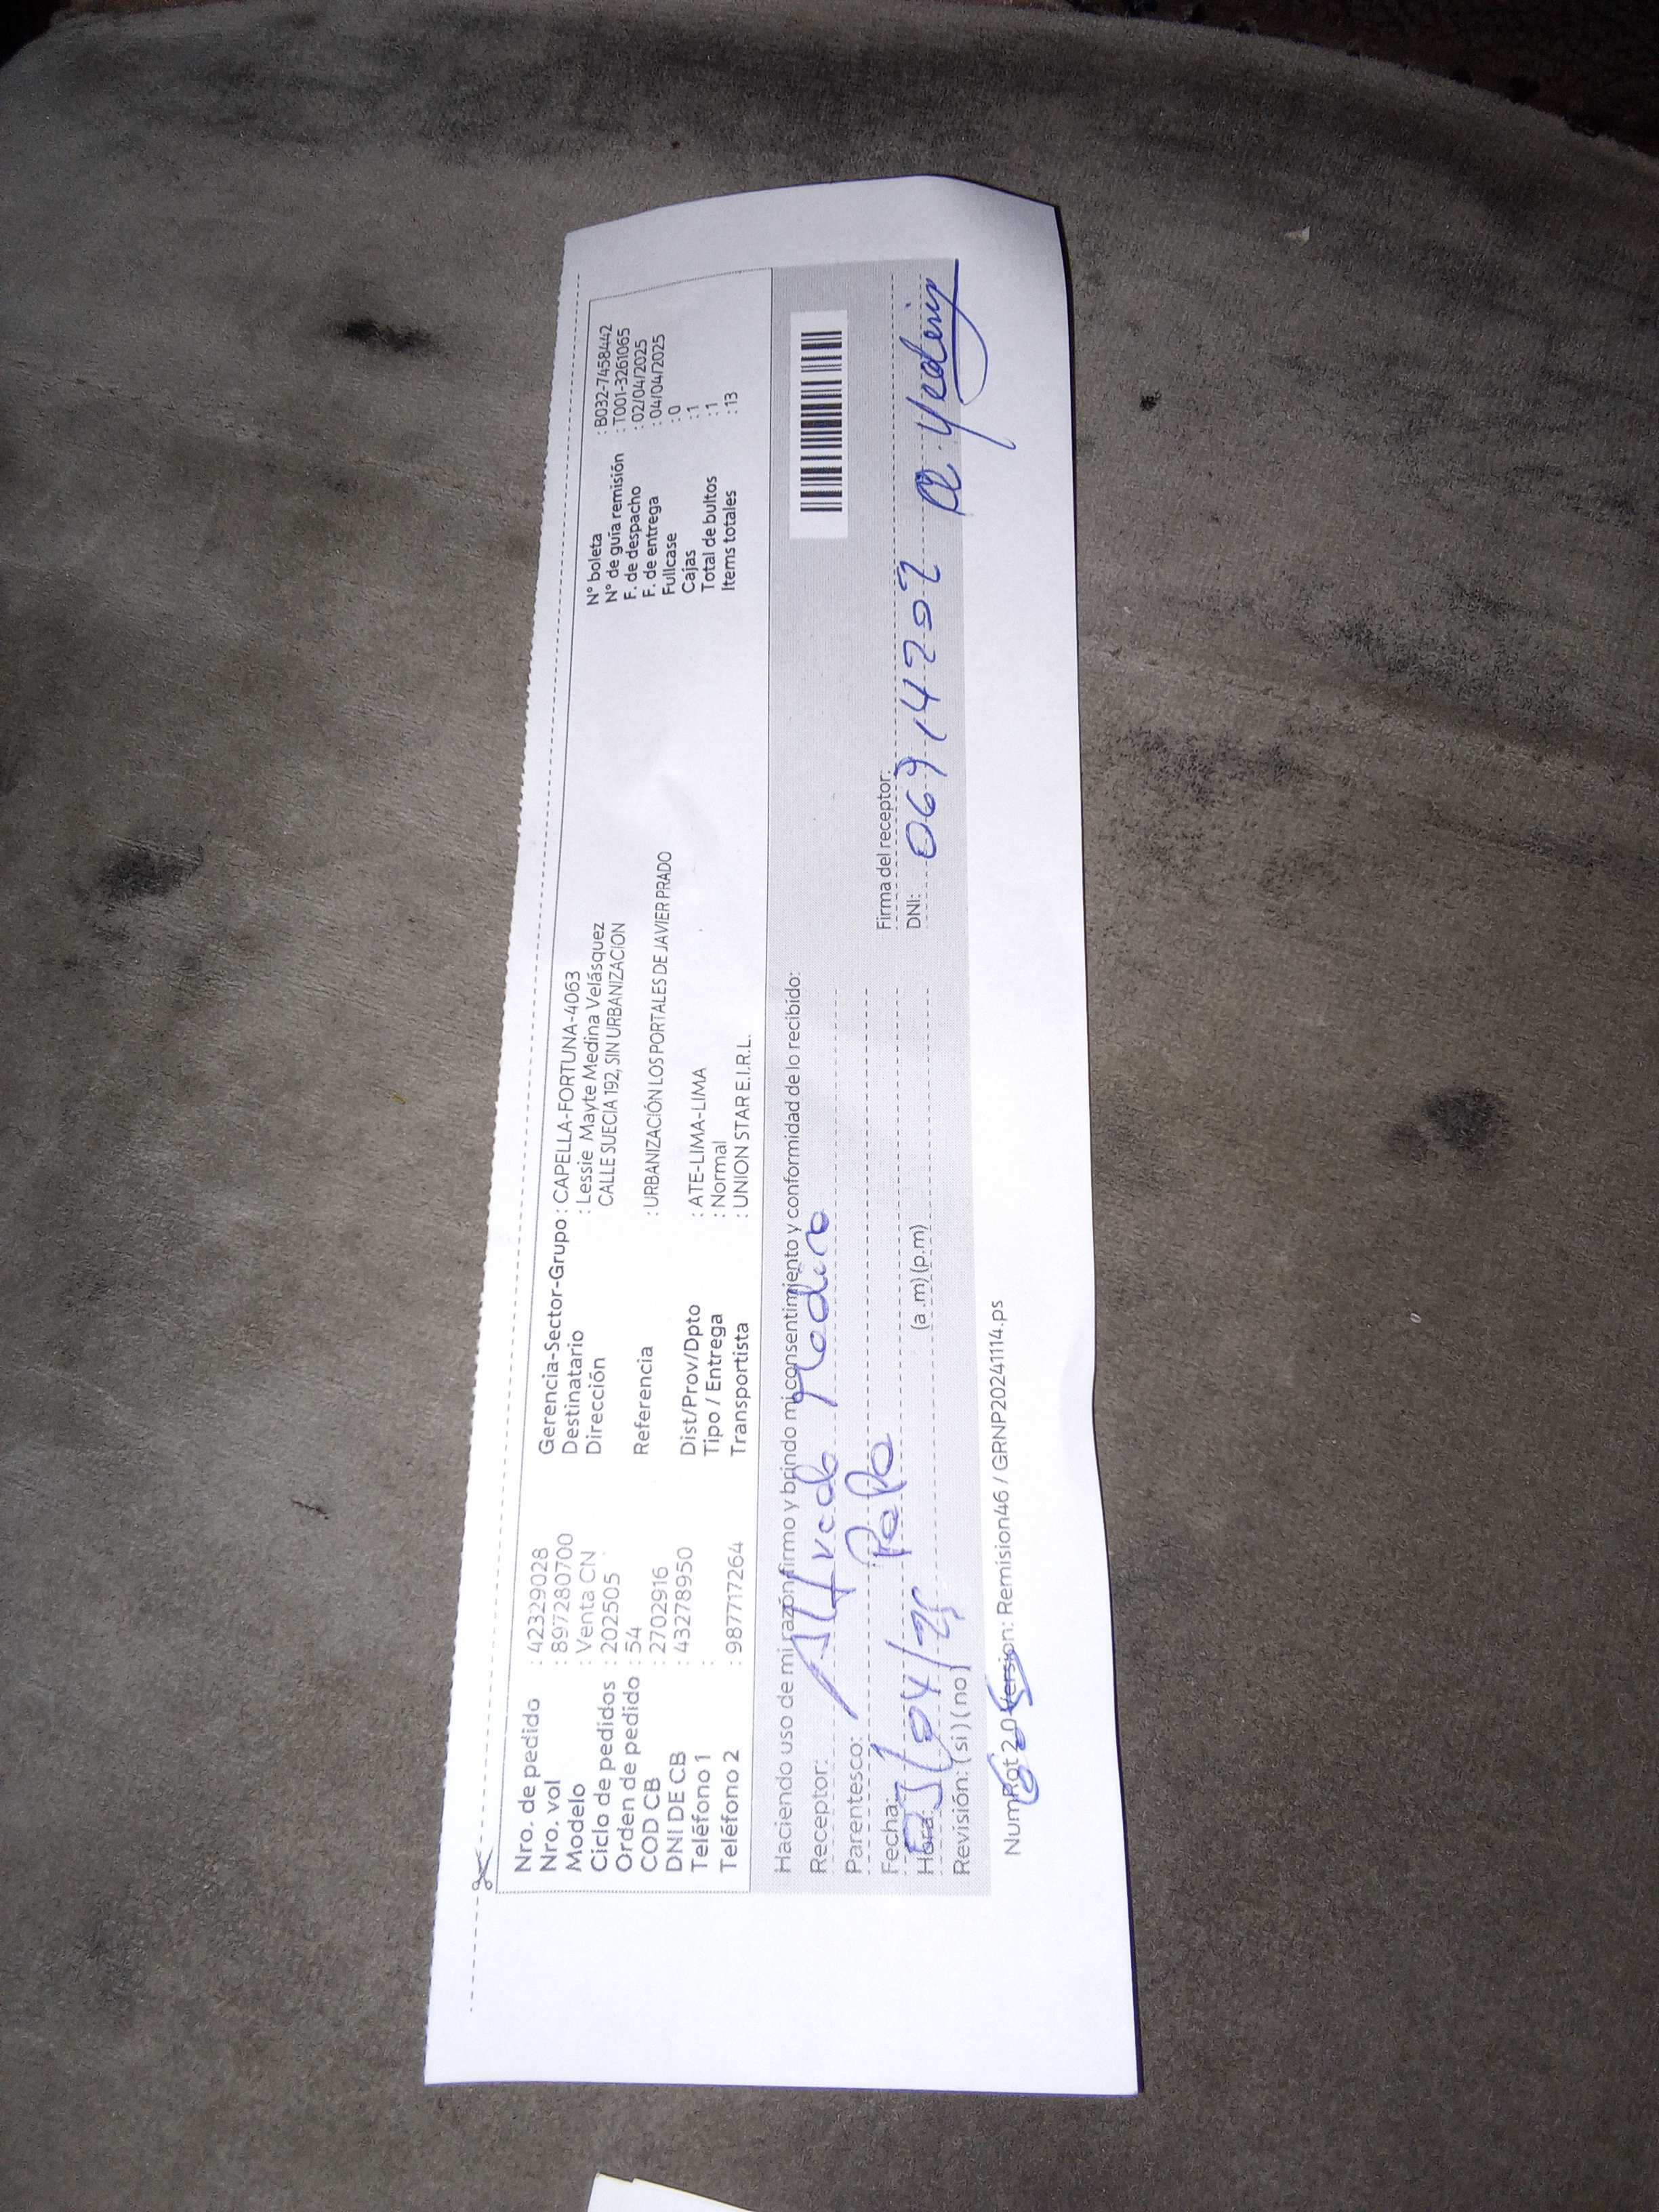 Nro. de pedido : 42329028
Nro. vol : 897280700
Modelo : Venta CN
Ciclo de pedidos : 202505
Orden de pedido : 54
COD CB : 2702916
DNI DE CB : 43278950
Teléfono 1 :
Teléfono 2 : 987717264
Gerencia-Sector-Grupo : CAPELLA-FORTUNA-4063
Destinatario : Lessie Mayte Medina Velásquez
Dirección CALLE SUECIA 192, SIN URBANIZACION
Referencia : URBANIZACIÓN LOS PORTALES DE JAVIER PRADO
Dist/Prov/Dpto : ATE-LIMA-LIMA
Tipo / Entrega : Normal
Transportista : UNION STAR E.I.R.L.
N° boleta : B032-7458442
N° de guía remisión : T001-3261065
F. de despacho : 02/04/2025
F. de entrega : 04/04/2025
Fullcase : 0
Cajas : 1
Total de bultos : 1
Items totales : 13
Haciendo uso de mi razón firmo y brindo mi consentimiento y conformidad de lo recibido:
Receptor: Alfredo Medina
Parentesco: PaPa
Fecha: 05/04/25
Hora: (a.m) (p.m)
Revisión: (si) (no)
Firma del receptor:
DNI: 06914202
NumRot 2.0 Version: Remision46 / GRNP20241114.ps